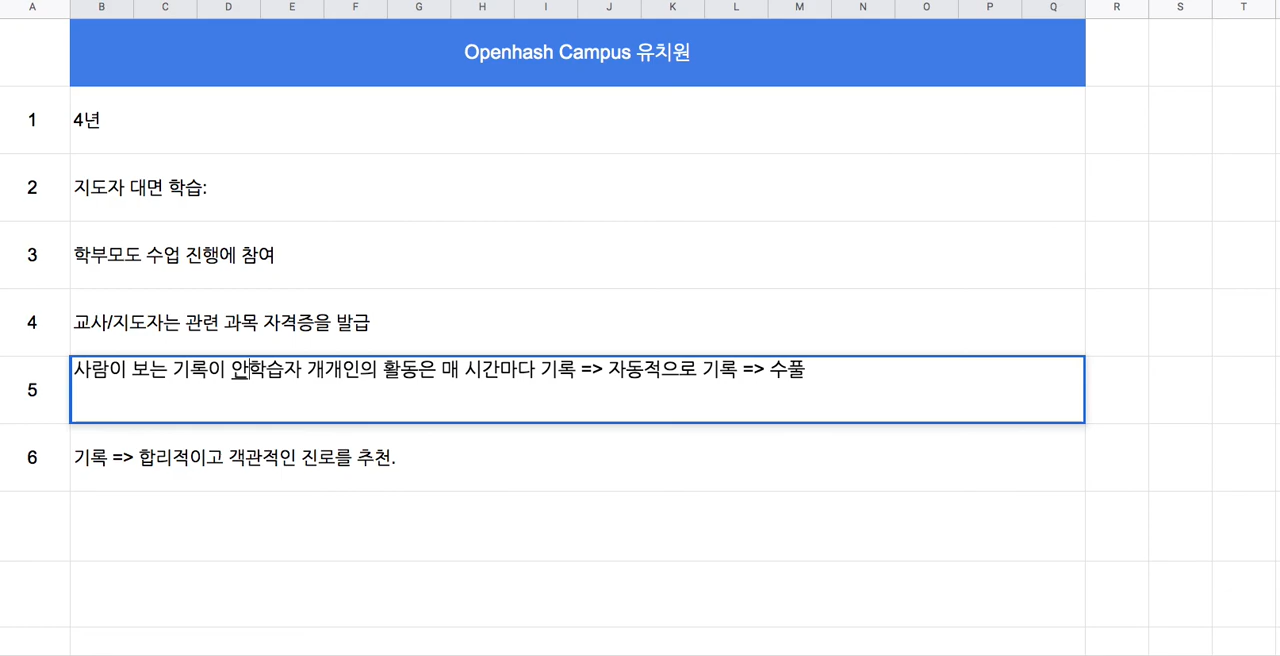 A B C D E F G H I J K L M N O P Q R S T
Openhash Campus 유치원
1 4년
2 지도자 대면 학습:
3 학부모도 수업 진행에 참여
4 교사/지도자는 관련 과목 자격증을 발급
5 사람이 보는 기록이 안학습자 개개인의 활동은 매 시간마다 기록 => 자동적으로 기록 => 수풀
6 기록 => 합리적이고 객관적인 진로를 추천.